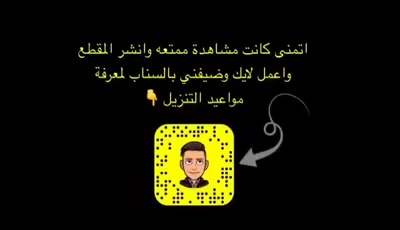 اتمنى كانت مشاهدة ممتعه وانشر المقطع
واعمل لايك وضيفني بالسناب لمعرفة
مواعيد التنزيل 👇